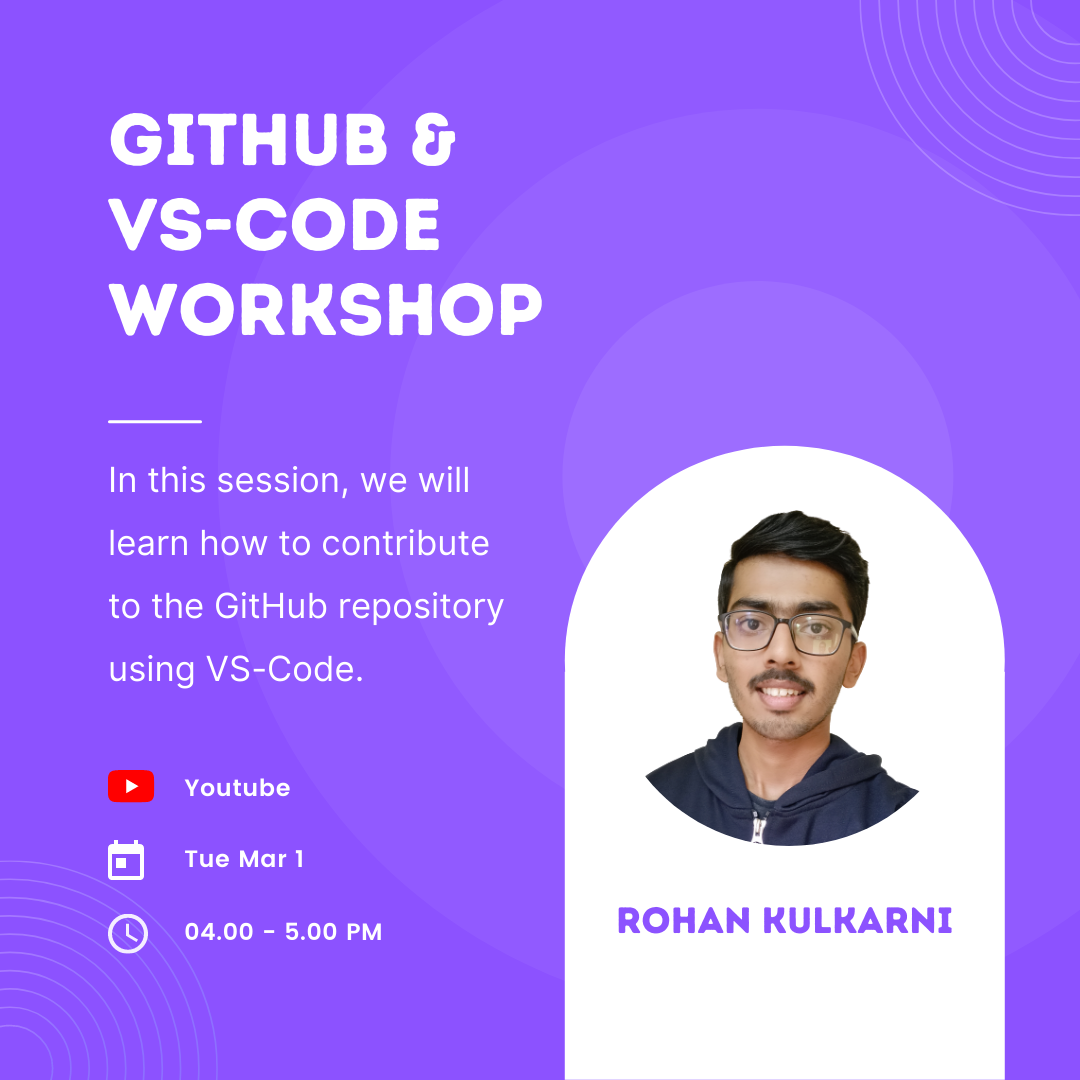 GITHUB &
VS-CODE
WORKSHOP
In this session, we will
learn how to contribute
to the GitHub repository
using VS-Code.
Youtube
Tue Mar 1
04.00 - 5.00 PM
ROHAN KULKARNI